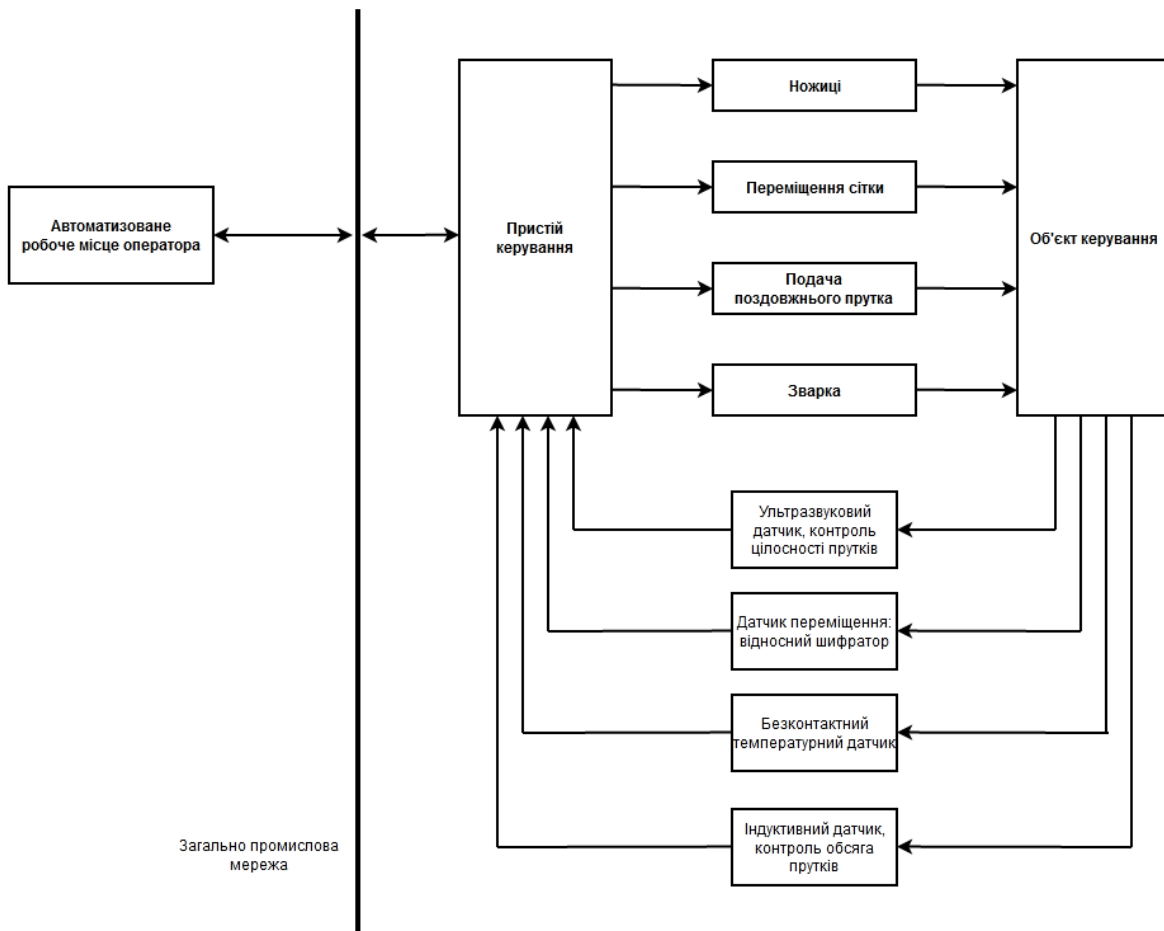 Ножиці
Переміщення сітки
Автоматизоване
робоче місце оператора
Пристій
керування
Об'єкт керування
Подача
поздовжнього прутка
Зварка
Ультразвуковий
датчик, контроль
цілосності прутків
Датчик переміщення:
відносний шифратор
Безконтактний
температурний датчик
Індуктивний датчик,
контроль обсяга
прутків
Загально промислова
мережа